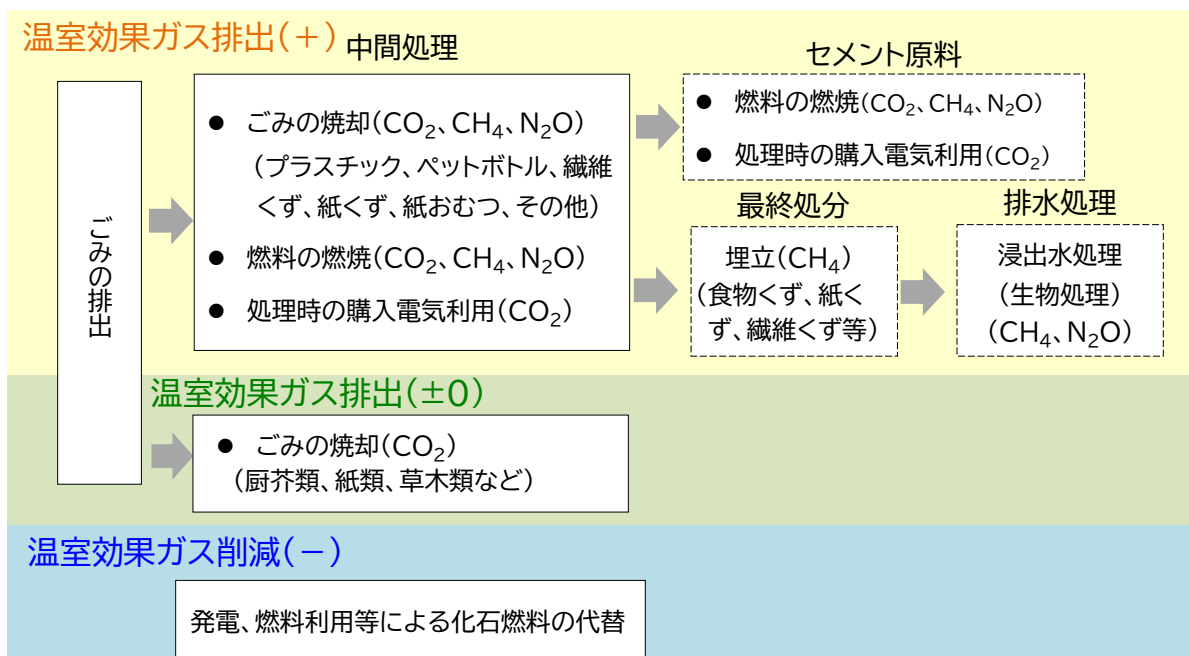 温室効果ガス排出(+)
中間処理
セメント原料
ごみの排出
● ごみの焼却(CO₂、CH₄、N₂O)
(プラスチック、ペットボトル、繊維
くず、紙くず、紙おむつ、その他)
● 燃料の燃焼(CO₂、CH₄、N₂O)
● 処理時の購入電気利用(CO₂)
● 燃料の燃焼(CO₂、CH₄、N₂O)
● 処理時の購入電気利用(CO₂)
最終処分
埋立(CH₄)
(食物くず、紙く
ず、繊維くず等)
排水処理
浸出水処理
(生物処理)
(CH₄、N₂O)
温室効果ガス排出(±0)
● ごみの焼却(CO₂)
(厨芥類、紙類、草木類など)
温室効果ガス削減(-)
発電、燃料利用等による化石燃料の代替